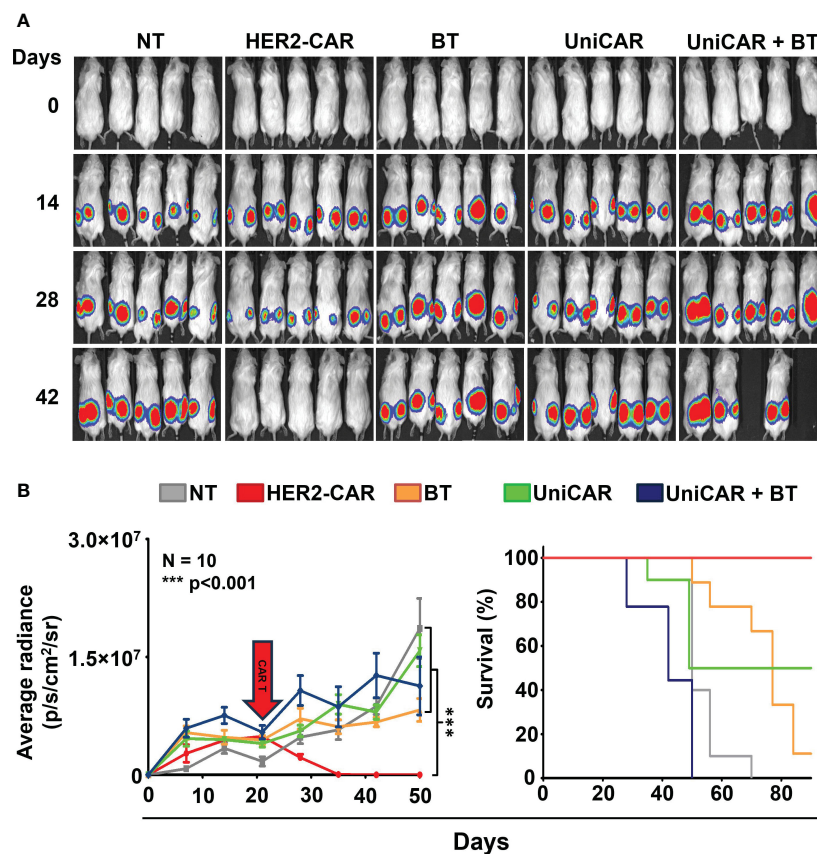 A
NT HER2-CAR BT UniCAR UniCAR + BT
Days
0
14
28
42
B
NT HER2-CAR BT UniCAR UniCAR + BT
3.0×10⁷
1.5×10⁷
0
Average radiance
(p/s/cm²/sr)
N = 10
*** p<0.001
CAR T
***
0 10 20 30 40 50
100
80
60
40
20
0
Survival (%)
0 20 40 60 80
Days